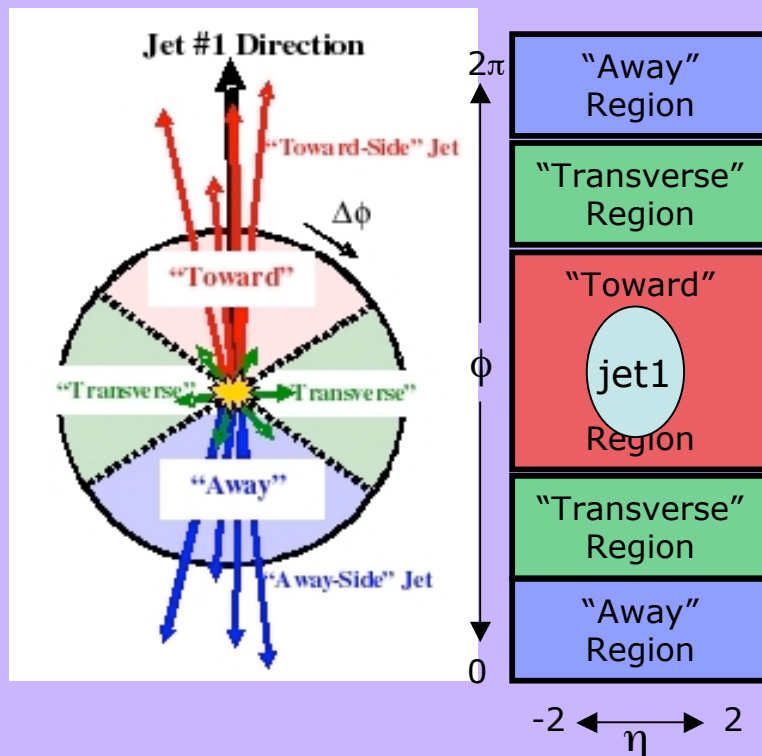 Jet #1 Direction
“Toward-Side” Jet
Δϕ
“Toward”
“Transverse”
“Transverse”
“Away”
“Away-Side” Jet
2π
ϕ
0
“Away”
Region
“Transverse”
Region
“Toward”
jet1
Region
“Transverse”
Region
“Away”
Region
-2
2
η